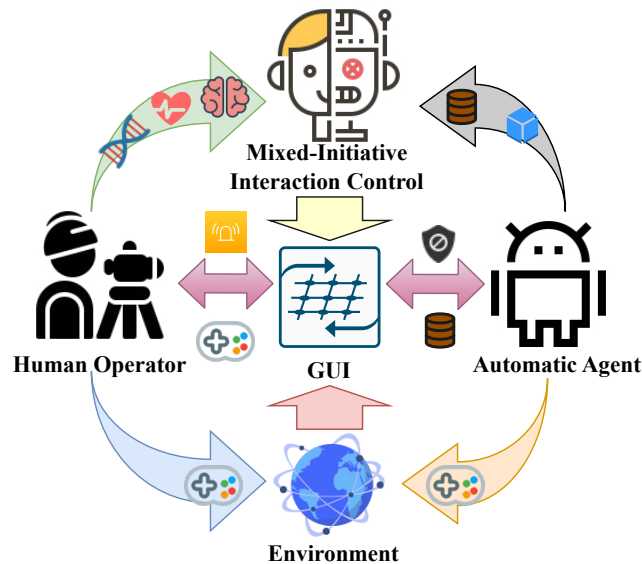 Mixed-Initiative
Interaction Control
Human Operator
GUI
Automatic Agent
Environment